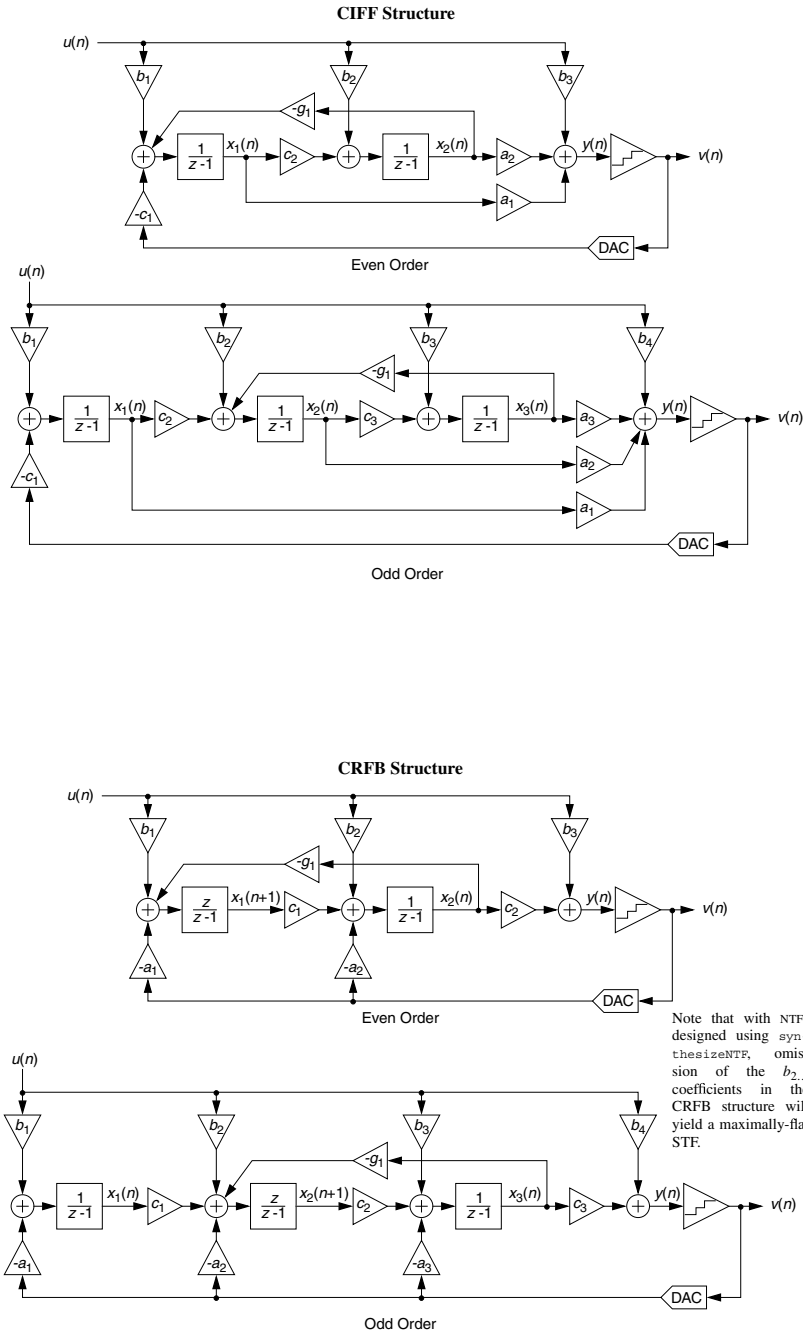 CIFF Structure
u(n)
b1 b2 b3
-g1
1/z-1 x1(n) c2 1/z-1 x2(n) a2 y(n) v(n)
a1
-c1
DAC
Even Order
u(n)
b1 b2 b3 b4
-g1
1/z-1 x1(n) c2 1/z-1 x2(n) c3 1/z-1 x3(n) a3 y(n) v(n)
a2
-c1
a1
DAC
Odd Order
CRFB Structure
u(n)
b1 b2 b3
-g1
z/z-1 x1(n+1) c1 1/z-1 x2(n) c2 y(n) v(n)
-a1 -a2
DAC
Even Order
Note that with NTF
designed using syn
thesizeNTF, omis
sion of the b2..
coefficients in the
CRFB structure wil
yield a maximally-fla
STF.
u(n)
b1 b2 b3 b4
-g1
1/z-1 x1(n) c1 z/z-1 x2(n+1) c2 1/z-1 x3(n) c3 y(n) v(n)
-a1 -a2 -a3
DAC
Odd Order